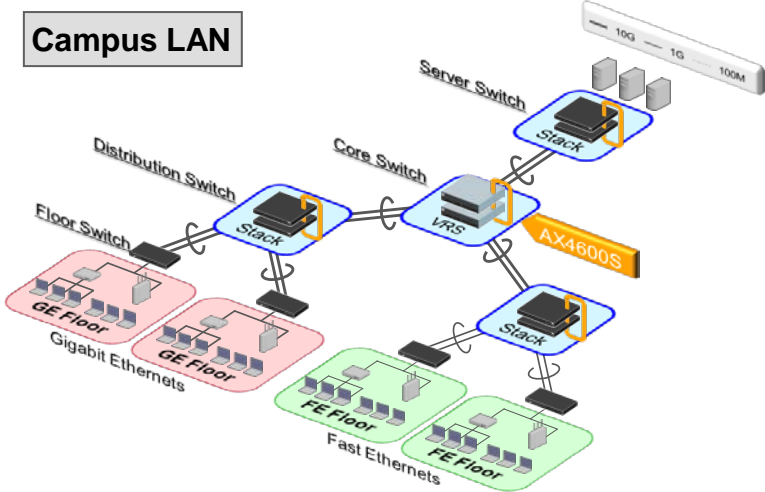 Campus LAN
10G
1G
100M
Server Switch
Stack
Core Switch
VRS
AX4600S
Distribution Switch
Stack
Floor Switch
GE Floor
GE Floor
Gigabit Ethernets
Stack
FE Floor
FE Floor
Fast Ethernets